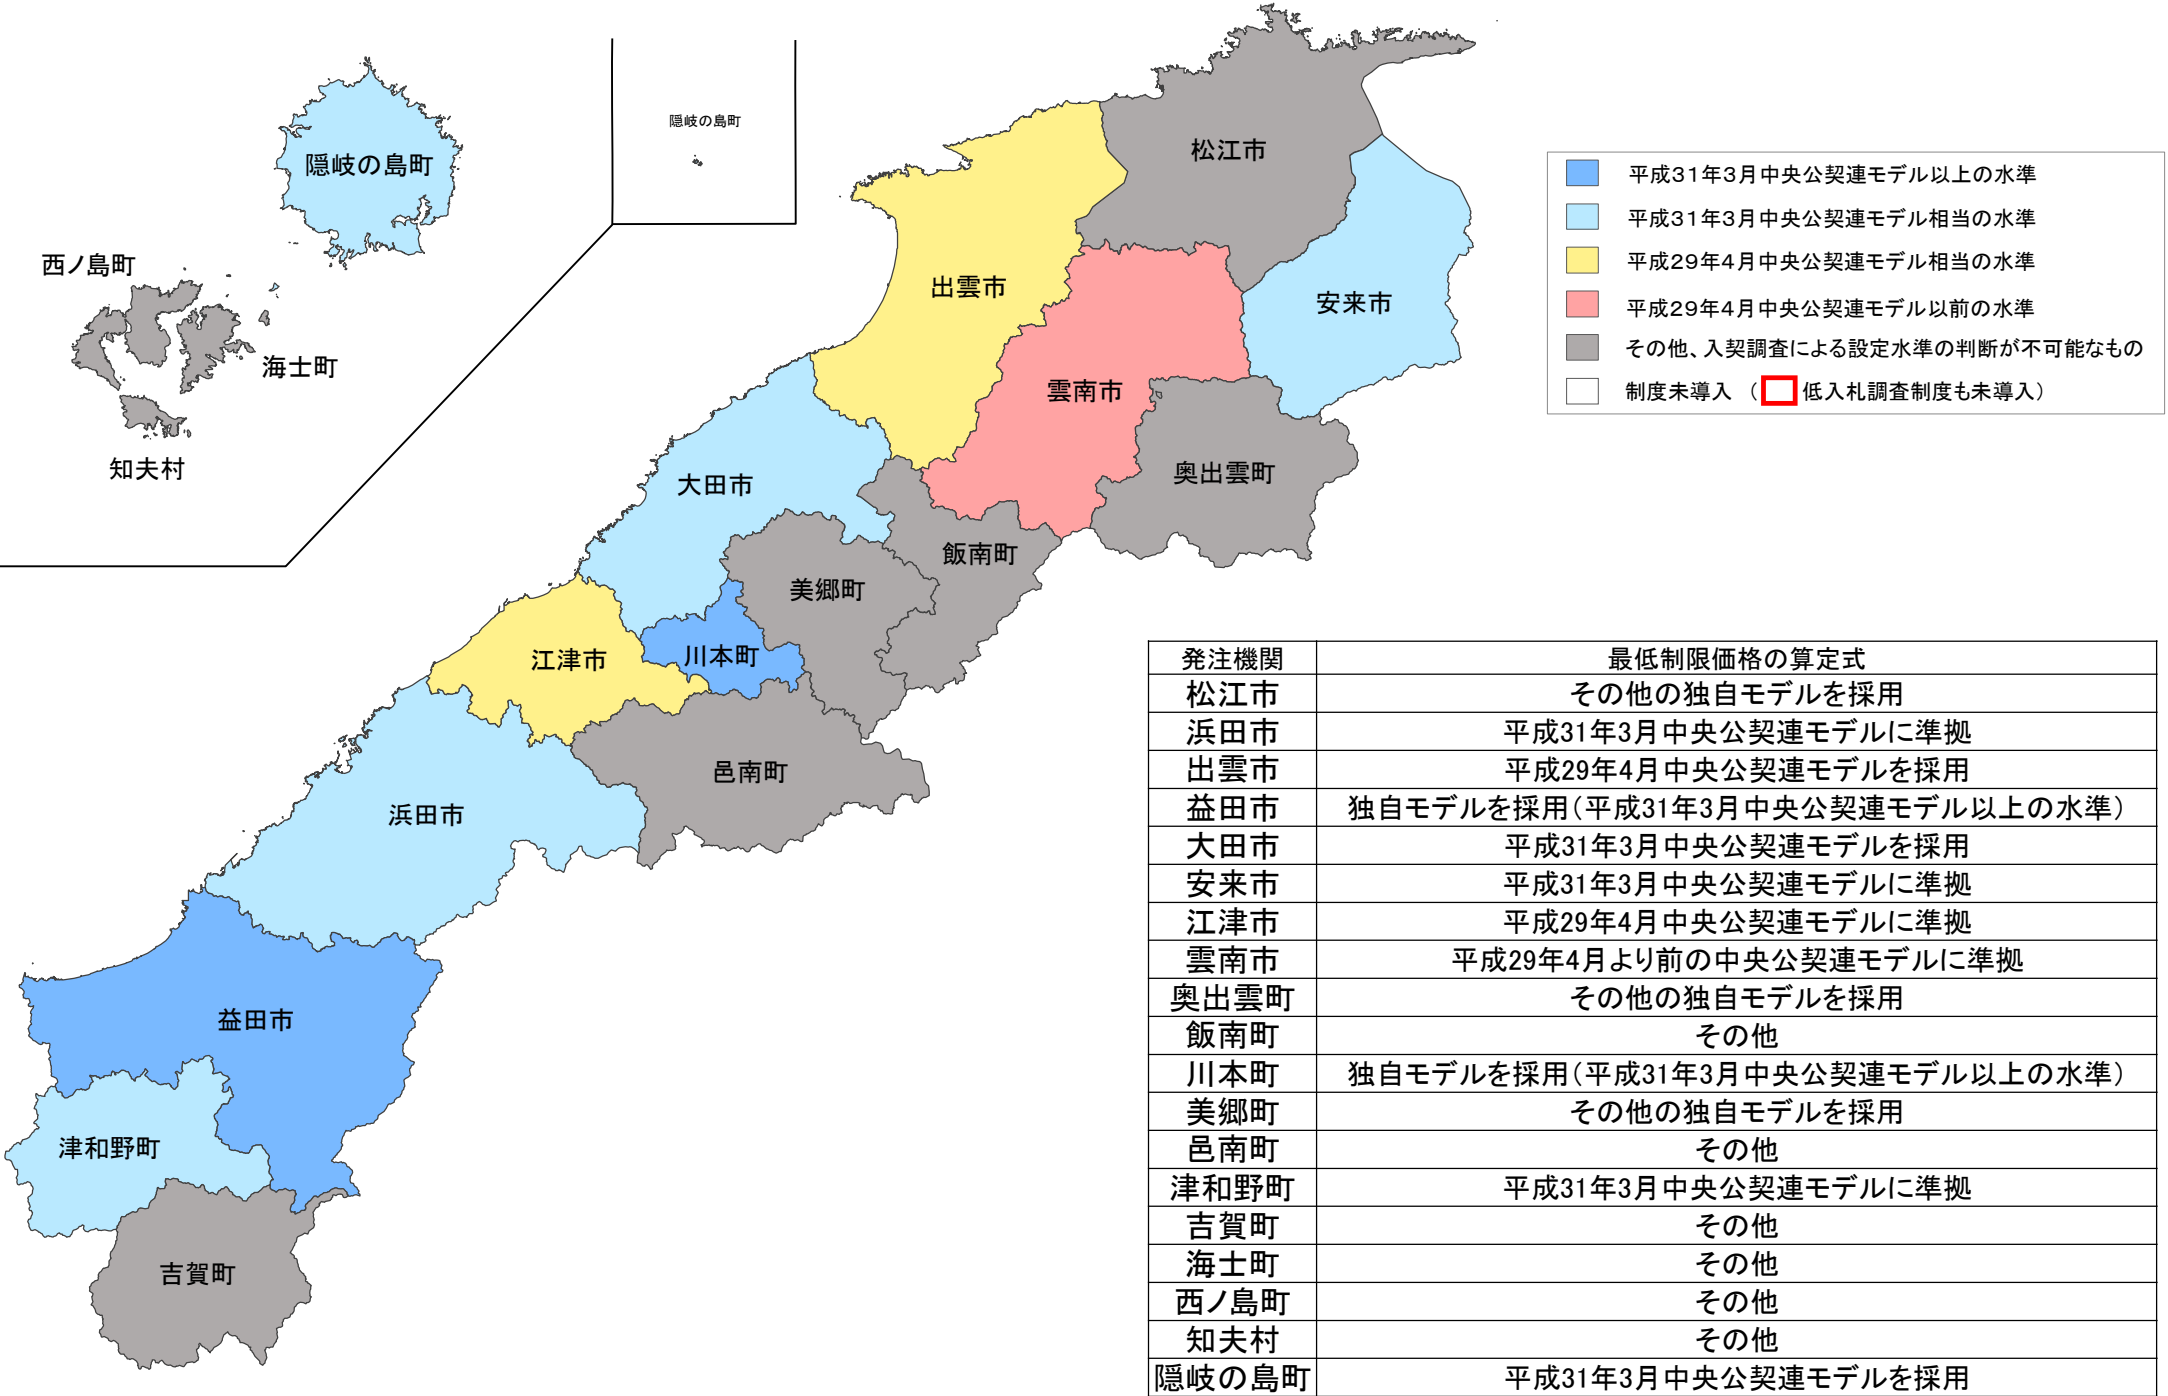 隠岐の島町
西ノ島町
海士町
知夫村
隠岐の島町
松江市
出雲市
安来市
雲南市
奥出雲町
大田市
飯南町
美郷町
川本町
江津市
邑南町
浜田市
益田市
津和野町
吉賀町
平成31年3月中央公契連モデル以上の水準
平成31年3月中央公契連モデル相当の水準
平成29年4月中央公契連モデル相当の水準
平成29年4月中央公契連モデル以前の水準
その他、入契調査による設定水準の判断が不可能なもの
制度未導入 （ 低入札調査制度も未導入）
発注機関 最低制限価格の算定式
松江市 その他の独自モデルを採用
浜田市 平成31年3月中央公契連モデルに準拠
出雲市 平成29年4月中央公契連モデルを採用
益田市 独自モデルを採用（平成31年3月中央公契連モデル以上の水準）
大田市 平成31年3月中央公契連モデルを採用
安来市 平成31年3月中央公契連モデルに準拠
江津市 平成29年4月中央公契連モデルに準拠
雲南市 平成29年4月より前の中央公契連モデルに準拠
奥出雲町 その他の独自モデルを採用
飯南町 その他
川本町 独自モデルを採用（平成31年3月中央公契連モデル以上の水準）
美郷町 その他の独自モデルを採用
邑南町 その他
津和野町 平成31年3月中央公契連モデルに準拠
吉賀町 その他
海士町 その他
西ノ島町 その他
知夫村 その他
隠岐の島町 平成31年3月中央公契連モデルを採用